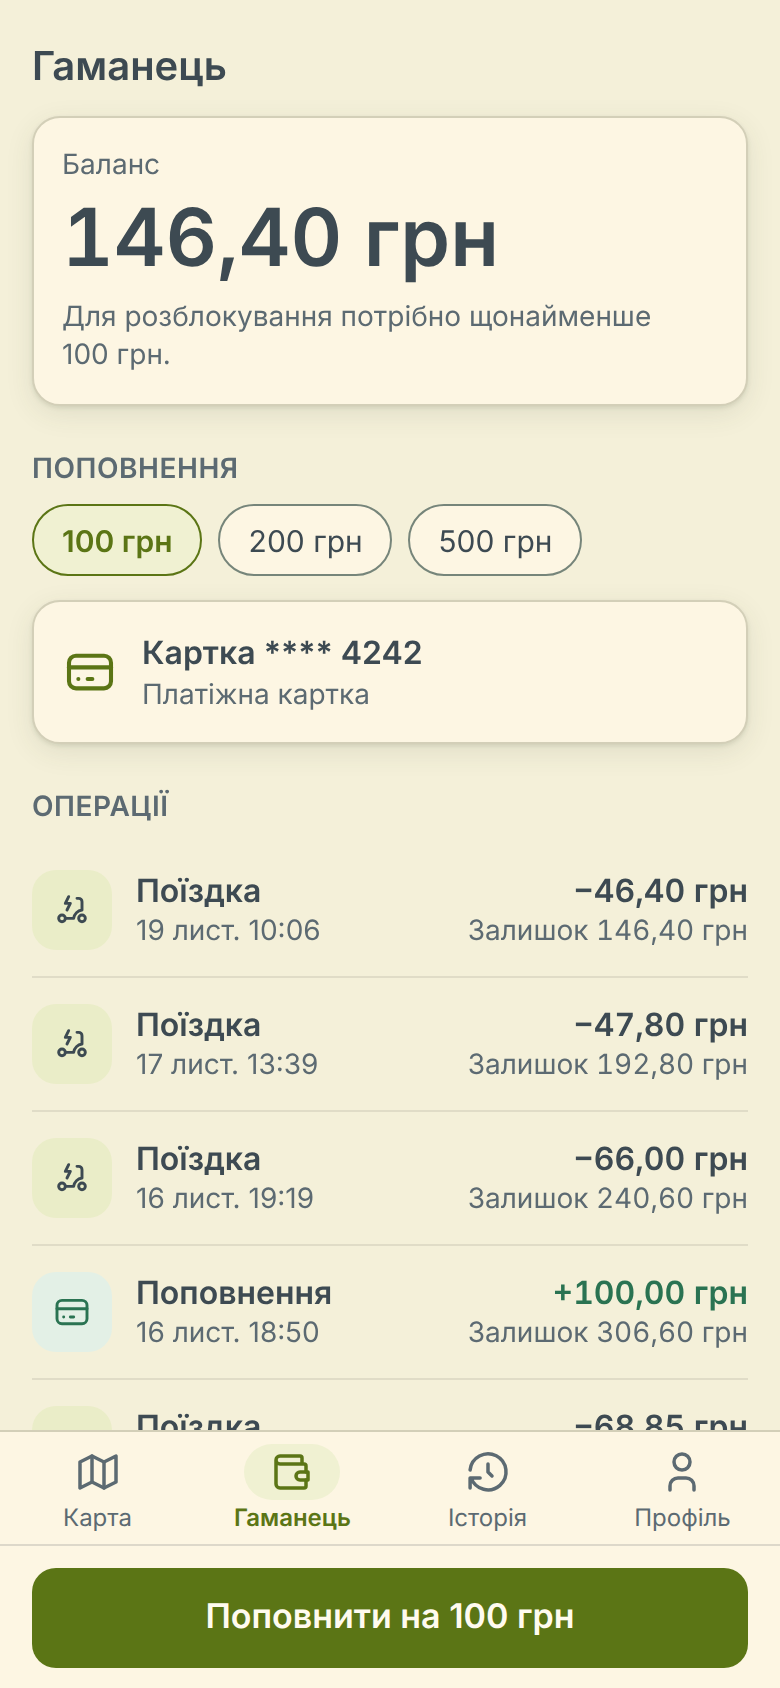 Гаманець
Баланс
146,40 грн
Для розблокування потрібно щонайменше
100 грн.
ПОПОВНЕННЯ
100 грн
200 грн
500 грн
Картка **** 4242
Платіжна картка
ОПЕРАЦІЇ
Поїздка
−46,40 грн
19 лист. 10:06
Залишок 146,40 грн
Поїздка
−47,80 грн
17 лист. 13:39
Залишок 192,80 грн
Поїздка
−66,00 грн
16 лист. 19:19
Залишок 240,60 грн
Поповнення
+100,00 грн
16 лист. 18:50
Залишок 306,60 грн
Поїздка
−68,85 грн
Карта
Гаманець
Історія
Профіль
Поповнити на 100 грн